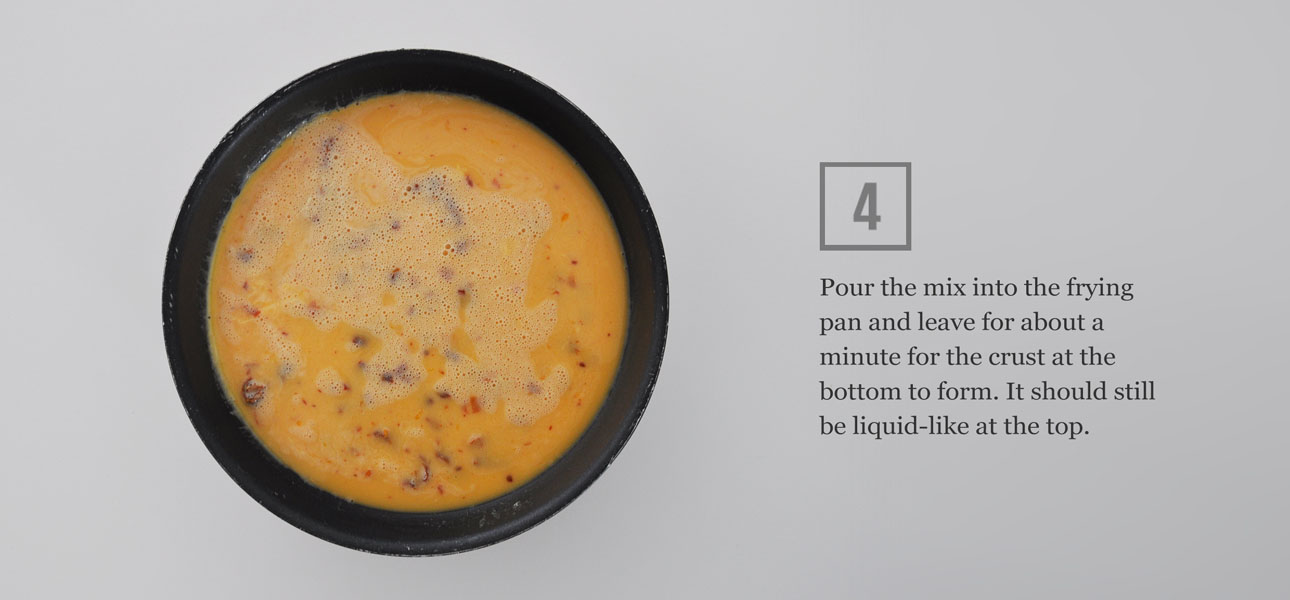 4
Pour the mix into the frying
pan and leave for about a
minute for the crust at the
bottom to form. It should still
be liquid-like at the top.